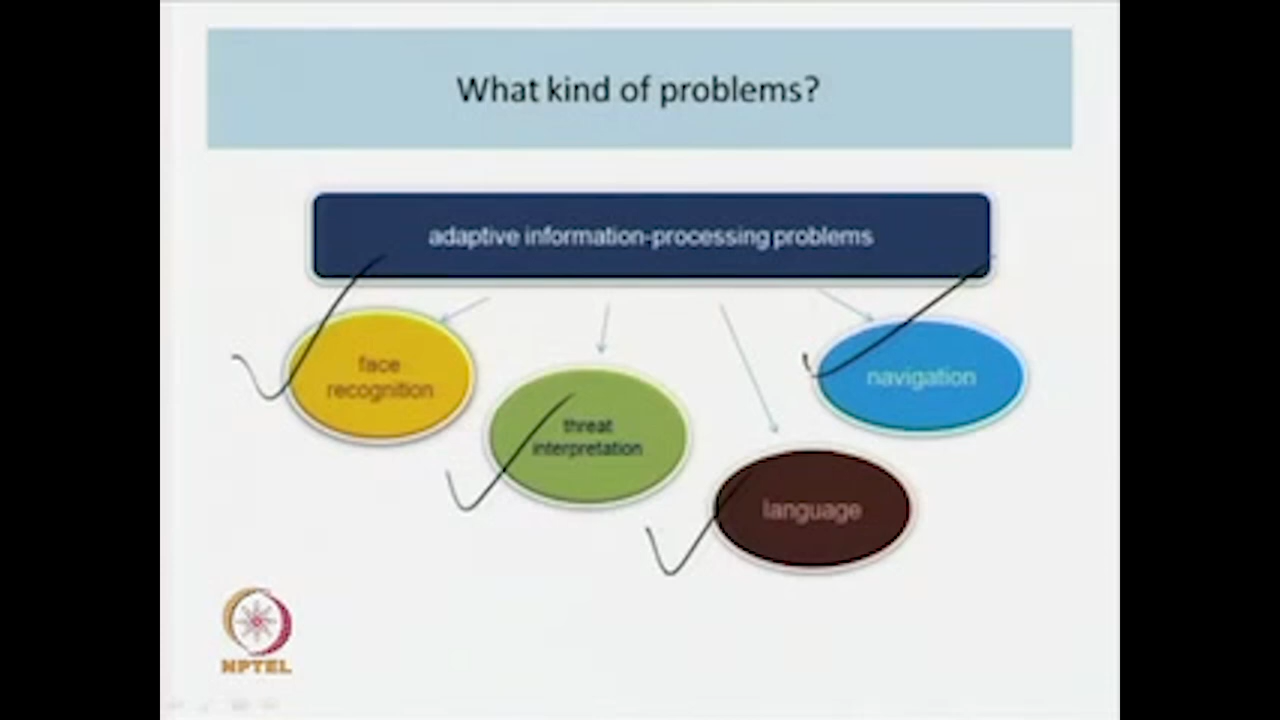 What kind of problems?
adaptive information-processing problems
face
recognition
threat
interpretation
language
navigation
NPTEL